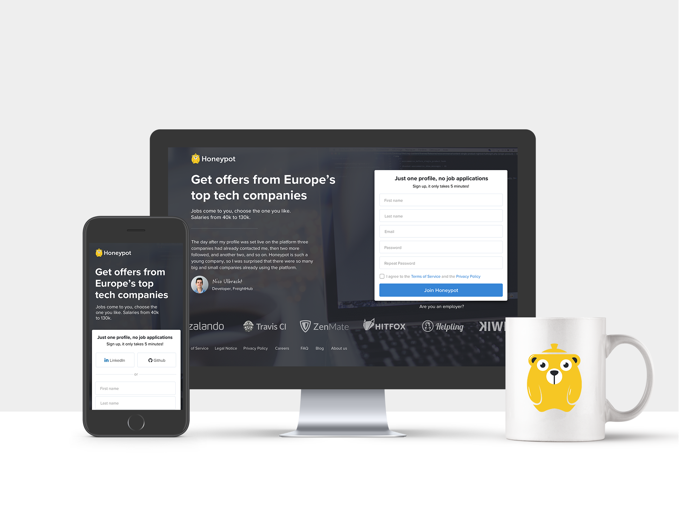 Honeypot
Get offers from Europe's
top tech companies
Jobs come to you, choose the one you like.
Salaries from 40k to 130k.
The day after my profile was set live on the platform three
companies had already contacted me, then two more
followed, and another two, and so on. Honeypot is such a
young company, so I was surprised that there were so many
big and small companies already using the platform.
Developer, FreightHub
Just one profile, no job applications
Sign up, it only takes 5 minutes!
First name
Last name
Email
Password
Repeat Password
I agree to the Terms of Service and the Privacy Policy
Join Honeypot
Are you an employer?
zalando Travis CI ZenMate HITFOX Helpling KIW
of Service Legal Notice Privacy Policy Careers FAQ Blog About us
Honeypot
Get offers from
Europe's top
tech companies
Jobs come to you, choose the
one you like. Salaries from 40k
to 130k.
Just one profile, no job applications
Sign up, it only takes 5 minutes!
LinkedIn Github
or
First name
Last name